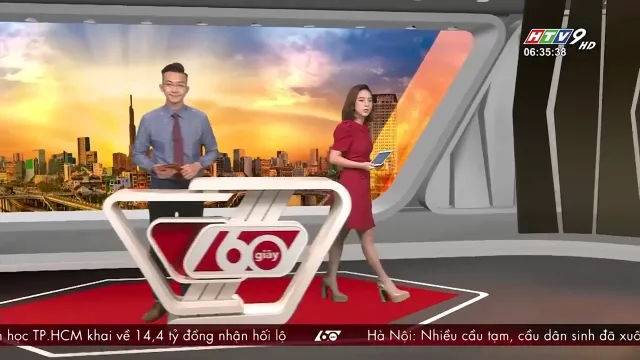 HTV9 HD
06:35:38
60 giây
n học TP.HCM khai về 14,4 tỷ đồng nhận hối lộ 60 Hà Nội: Nhiều cầu tạm, cầu dân sinh đã xuố